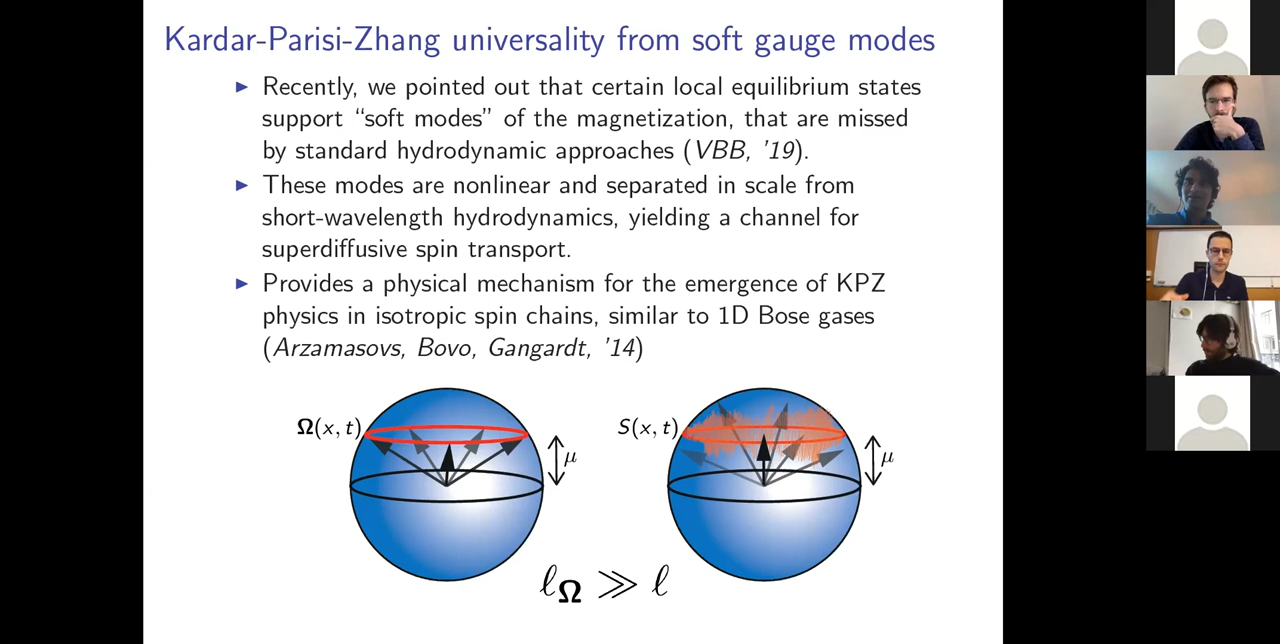 Kardar-Parisi-Zhang universality from soft gauge modes
▶ Recently, we pointed out that certain local equilibrium states
support “soft modes” of the magnetization, that are missed
by standard hydrodynamic approaches (VBB, '19).
▶ These modes are nonlinear and separated in scale from
short-wavelength hydrodynamics, yielding a channel for
superdiffusive spin transport.
▶ Provides a physical mechanism for the emergence of KPZ
physics in isotropic spin chains, similar to 1D Bose gases
(Arzamasovs, Bovo, Gangardt, '14)
Ω(x, t)
μ
S(x, t)
μ
ℓ_Ω ≫ ℓ